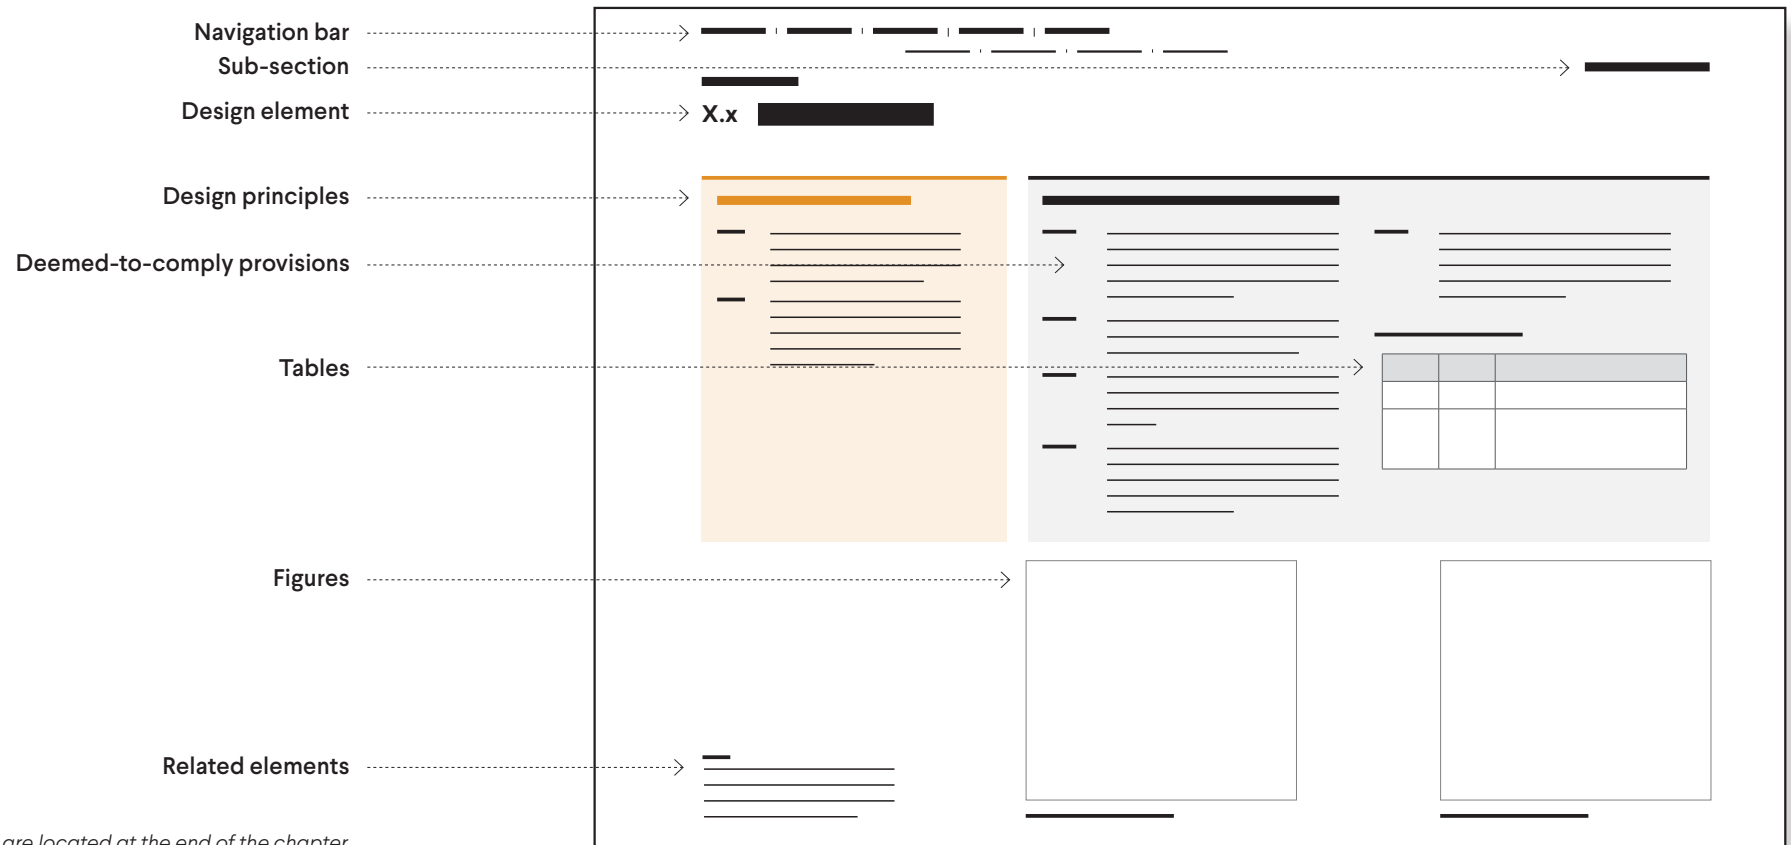 Navigation bar
Sub-section
Design element
X.x
Design principles
Deemed-to-comply provisions
Tables
Figures
Related elements
are located at the end of the chapter